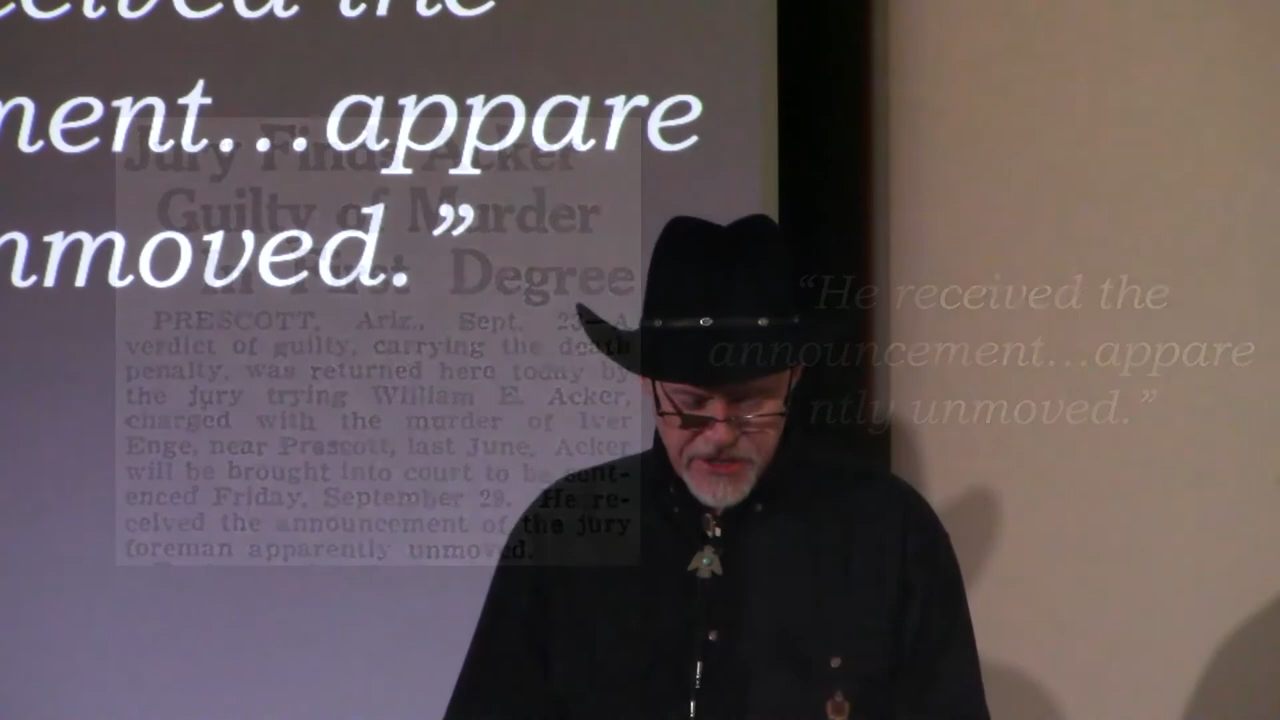 ceived the
ment...appare
nmoved.”
Jury Finds Acker
Guilty of Murder
in First Degree
PRESCOTT, Ariz., Sept. 23—A
verdict of guilty, carrying the death
penalty, was returned here today by
the jury trying William E. Acker,
charged with the murder of Iver
Enge, near Prescott, last June. Acker
will be brought into court to be sent-
enced Friday, September 29. He re-
ceived the announcement of the jury
foreman apparently unmoved.
“He received the
announcement...appare
ntly unmoved.”